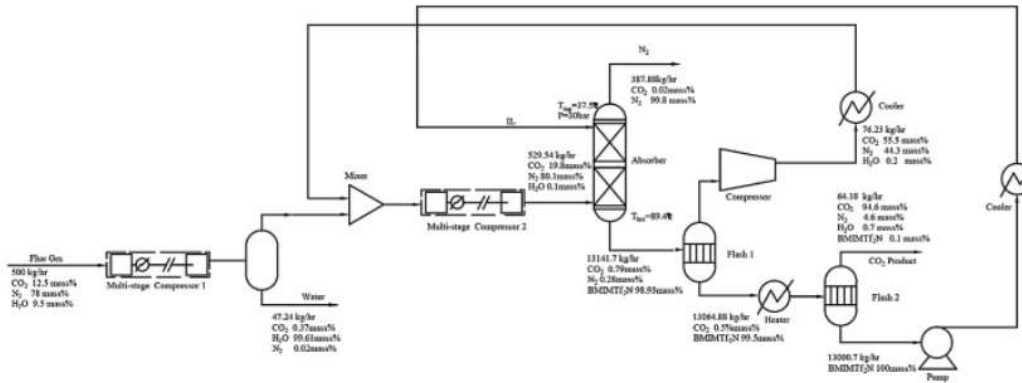 Flue Gas
500 kg/hr
CO₂ 12.5 mass%
N₂ 78 mass%
H₂O 9.5 mass%
Multi-stage Compressor 1
Water
47.24 kg/hr
CO₂ 0.37mass%
H₂O 99.61mass%
N₂ 0.02mass%
Mixer
Multi-stage Compressor 2
IL
529.54 kg/hr
CO₂ 19.8mass%
N₂ 80.1mass%
H₂O 0.1mass%
N₂
387.88kg/hr
CO₂ 0.02mass%
N₂ 99.8 mass%
P=30bar
Absorber
13141.7 kg/hr
CO₂ 0.79mass%
N₂ 0.28mass%
BMIMTf₂N 98.93mass%
Flash 1
Compressor
Cooler
76.23 kg/hr
CO₂ 55.5 mass%
N₂ 44.3 mass%
H₂O 0.2 mass%
13064.88 kg/hr
CO₂ 0.5%mass%
BMIMTf₂N 99.5mass%
Heater
64.18 kg/hr
CO₂ 94.6 mass%
N₂ 4.6 mass%
H₂O 0.7 mass%
BMIMTf₂N 0.1 mass%
CO₂ Product
Flash 2
13000.7 kg/hr
BMIMTf₂N 100mass%
Pump
Cooler